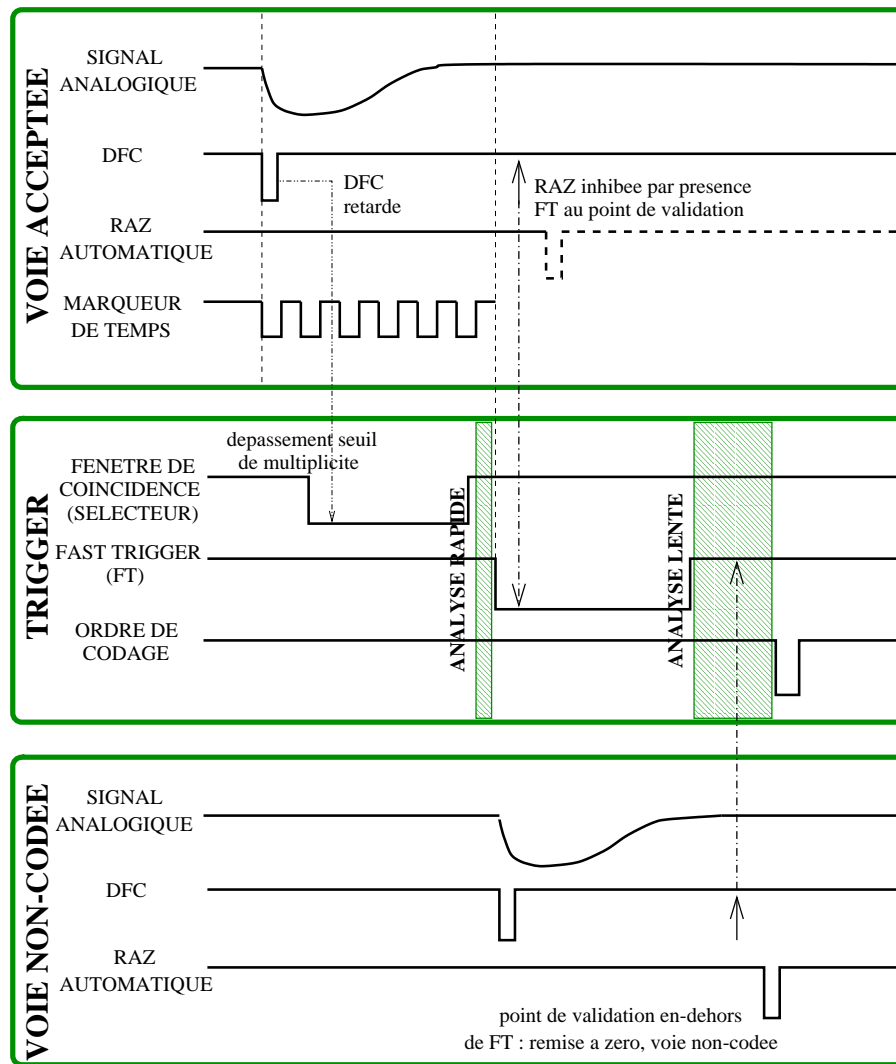 VOIE ACCEPTEE
SIGNAL
ANALOGIQUE
DFC
DFC
retarde
RAZ inhibee par presence
FT au point de validation
RAZ
AUTOMATIQUE
MARQUEUR
DE TEMPS
TRIGGER
depassement seuil
de multiplicite
FENETRE DE
COINCIDENCE
(SELECTEUR)
FAST TRIGGER
(FT)
ORDRE DE
CODAGE
ANALYSE RAPIDE
ANALYSE LENTE
VOIE NON-CODEE
SIGNAL
ANALOGIQUE
DFC
RAZ
AUTOMATIQUE
point de validation en-dehors
de FT : remise a zero, voie non-codee